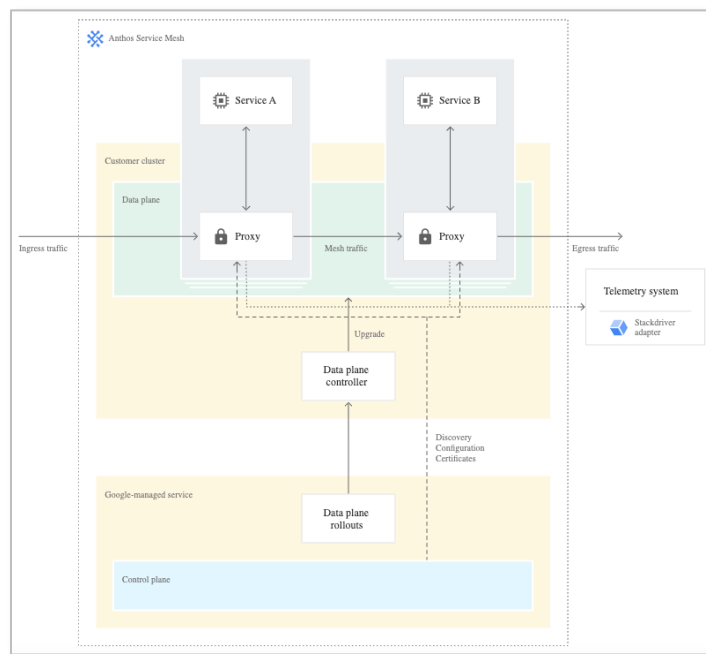 Anthos Service Mesh
Service A
Service B
Customer cluster
Data plane
Proxy
Proxy
Ingress traffic
Mesh traffic
Egress traffic
Telemetry system
Stackdriver
adapter
Upgrade
Data plane
controller
Discovery
Configuration
Certificates
Google-managed service
Data plane
rollouts
Control plane